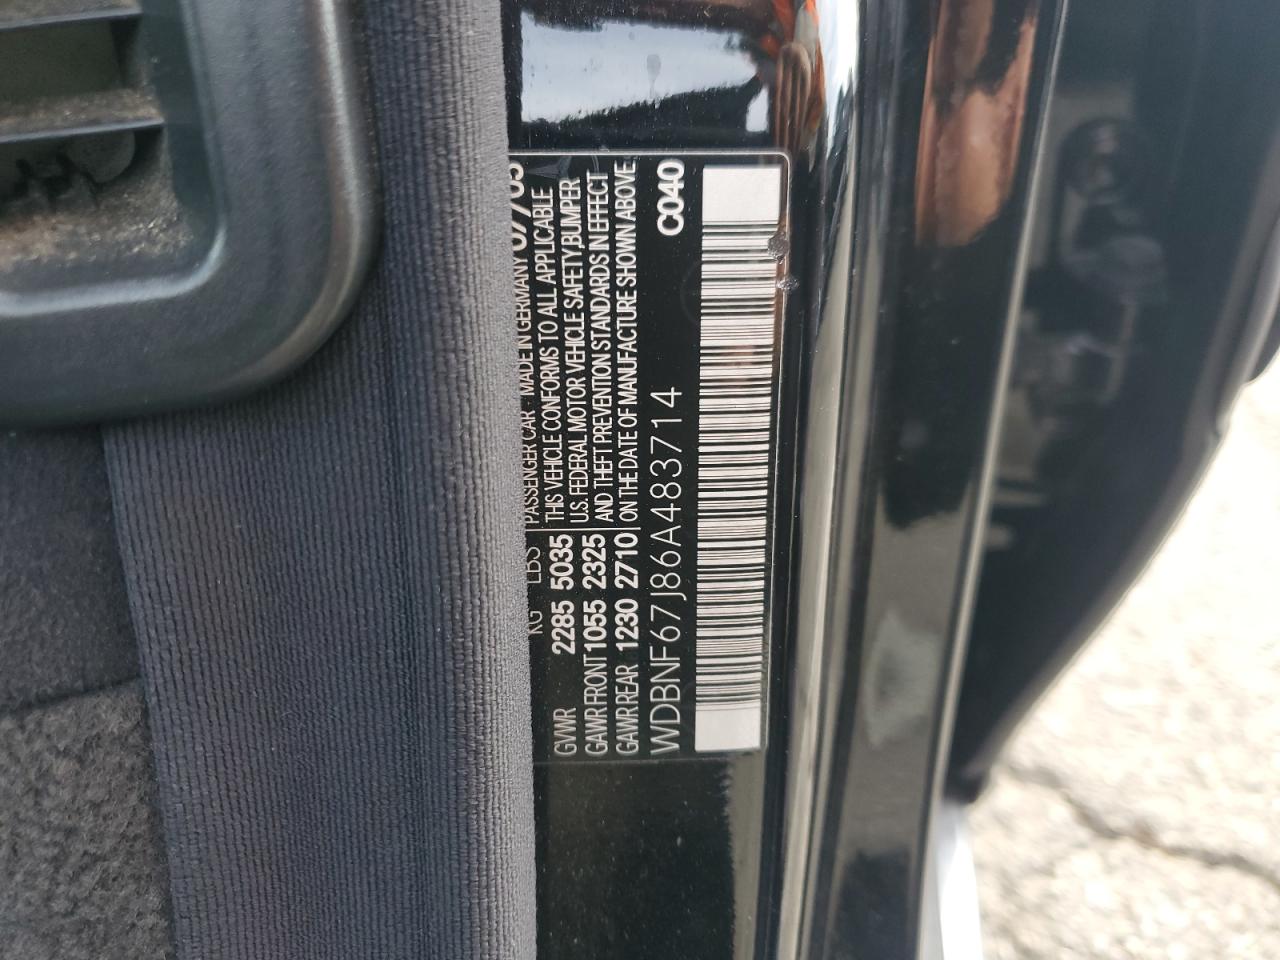 PASSENGER CAR - MADE IN GERMANY 07/05
KG LBS
THIS VEHICLE CONFORMS TO ALL APPLICABLE
U.S. FEDERAL MOTOR VEHICLE SAFETY,BUMPER
AND THEFT PREVENTION STANDARDS IN EFFECT
ON THE DATE OF MANUFACTURE SHOWN ABOVE:
GVWR 2285 5035
GAWR FRONT 1055 2325
GAWR REAR 1230 2710
WDBNF67J86A483714 C040